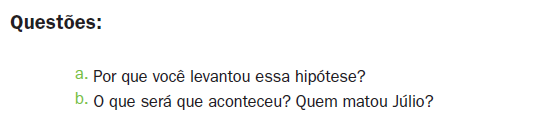 Questões:
a. Por que você levantou essa hipótese?
b. O que será que aconteceu? Quem matou Júlio?